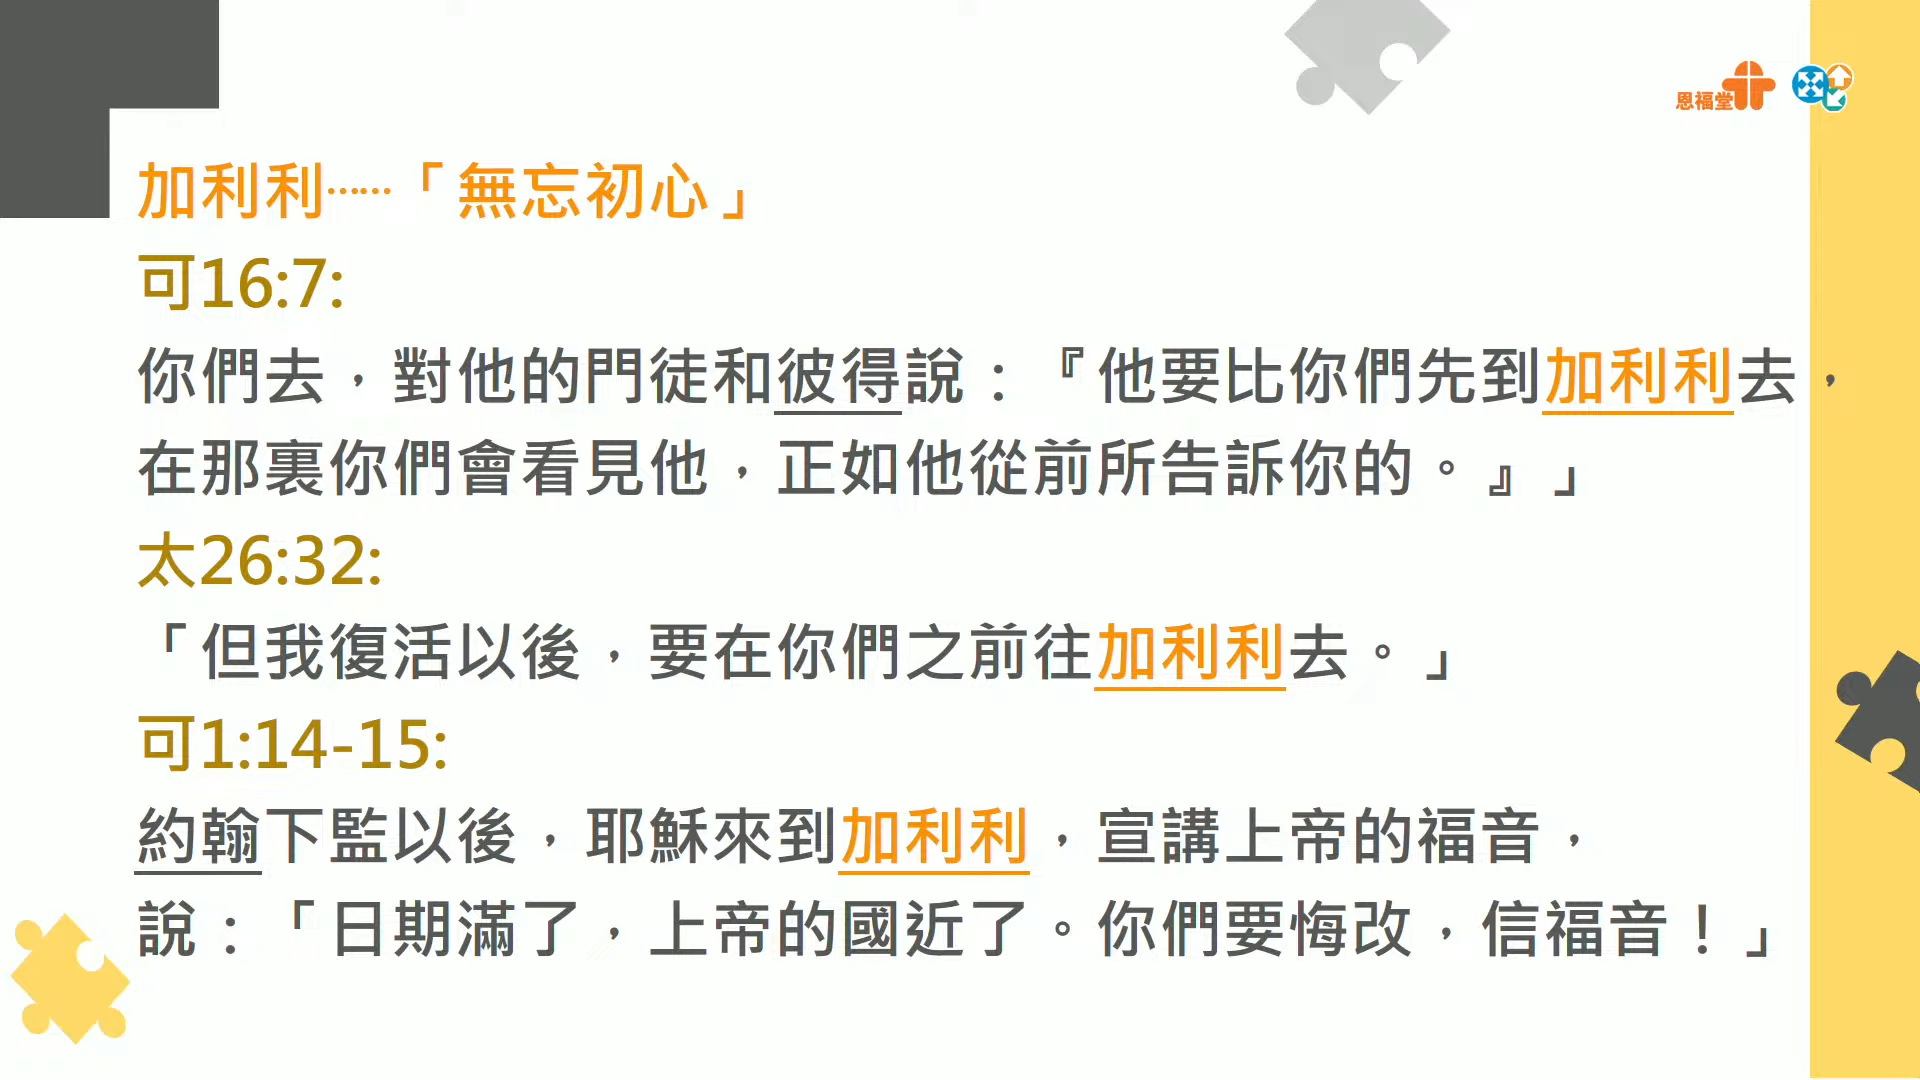 恩福堂
加利利……「無忘初心」
可16:7:
你們去，對他的門徒和彼得說：『他要比你們先到加利利去，
在那裏你們會看見他，正如他從前所告訴你的。』」
太26:32:
「但我復活以後，要在你們之前往加利利去。」
可1:14-15:
約翰下監以後，耶穌來到加利利，宣講上帝的福音，
說：「日期滿了，上帝的國近了。你們要悔改，信福音！」